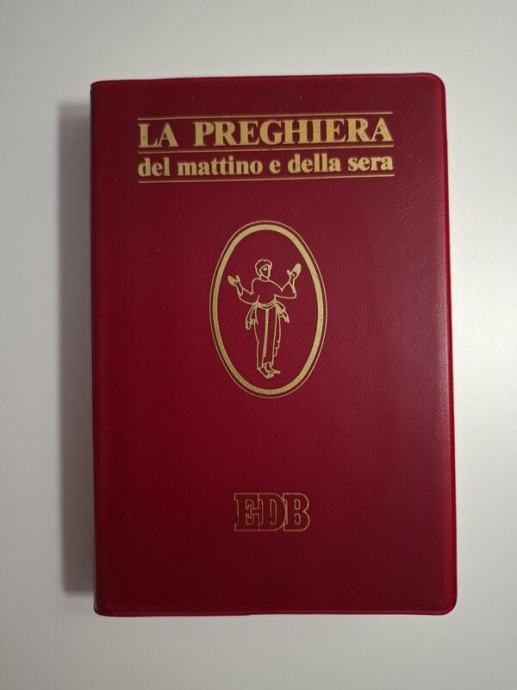 LA PREGHIERA
del mattino e della sera
EDB